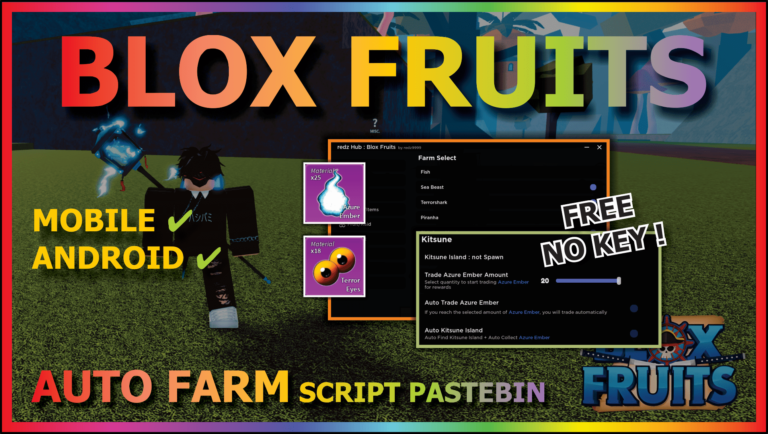 BLOX FRUITS
?
MISC.
redz Hub : Blox Fruits
Farm Select
Fish
Sea Beast
Terrorshark
Piranha
Material
x25
Azure
Ember
Material
x18
Terror
Eyes
MOBILE ✓
ANDROID ✓
FREE
NO KEY !
Kitsune
Kitsune Island : not Spawn
Trade Azure Ember Amount
Select quantity to start trading Azure Ember
for rewards
20
Auto Trade Azure Ember
If you reach the selected amount of Azure Ember, you will trade automatically
Auto Kitsune Island
Auto Find Kitsune Island + Auto Collect Azure Ember
BLOX
FRUITS
AUTO FARM SCRIPT PASTEBIN